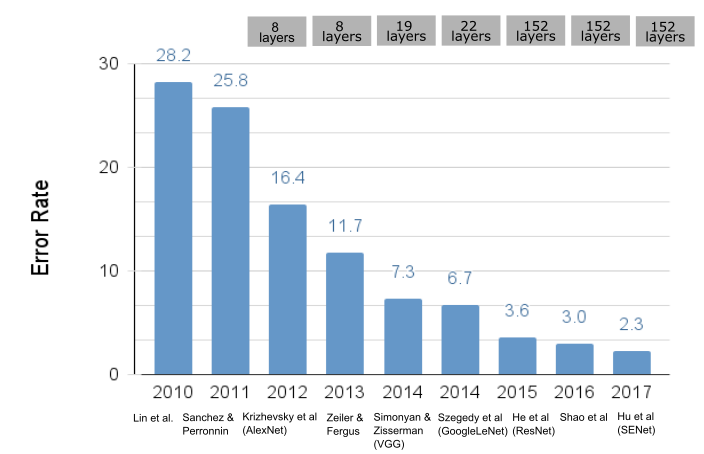 8
layers
8
layers
19
layers
22
layers
152
layers
152
layers
152
layers
30
20
10
0
Error Rate
28.2
25.8
16.4
11.7
7.3
6.7
3.6
3.0
2.3
2010
2011
2012
2013
2014
2014
2015
2016
2017
Lin et al.
Sanchez &
Perronnin
Krizhevsky et al
(AlexNet)
Zeiler &
Fergus
Simonyan &
Zisserman
(VGG)
Szegedy et al
(GoogleLeNet)
He et al
(ResNet)
Shao et al
Hu et al
(SENet)